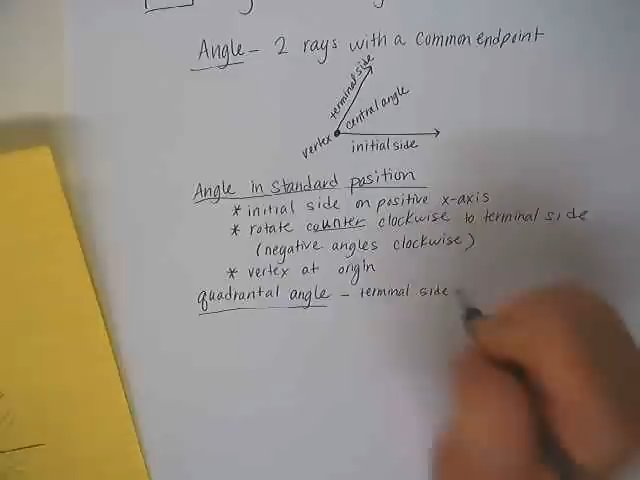 Angle - 2 rays with a common endpoint
terminal side
central angle
vertex
initial side
Angle in standard position
* initial side on positive x-axis
* rotate counter clockwise to terminal side
(negative angles clockwise)
* vertex at origin
quadrantal angle - terminal side